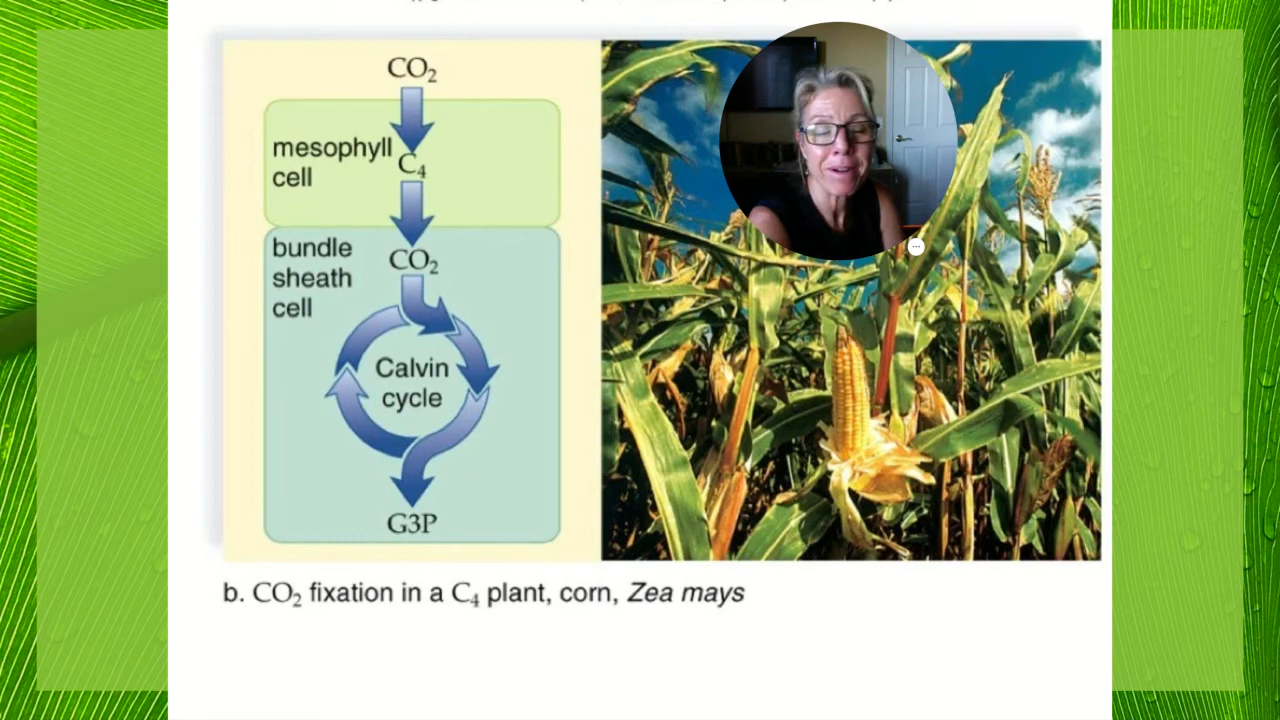 CO₂
mesophyll
cell
C₄
bundle
sheath
cell
CO₂
Calvin
cycle
G3P
b. CO₂ fixation in a C₄ plant, corn, Zea mays